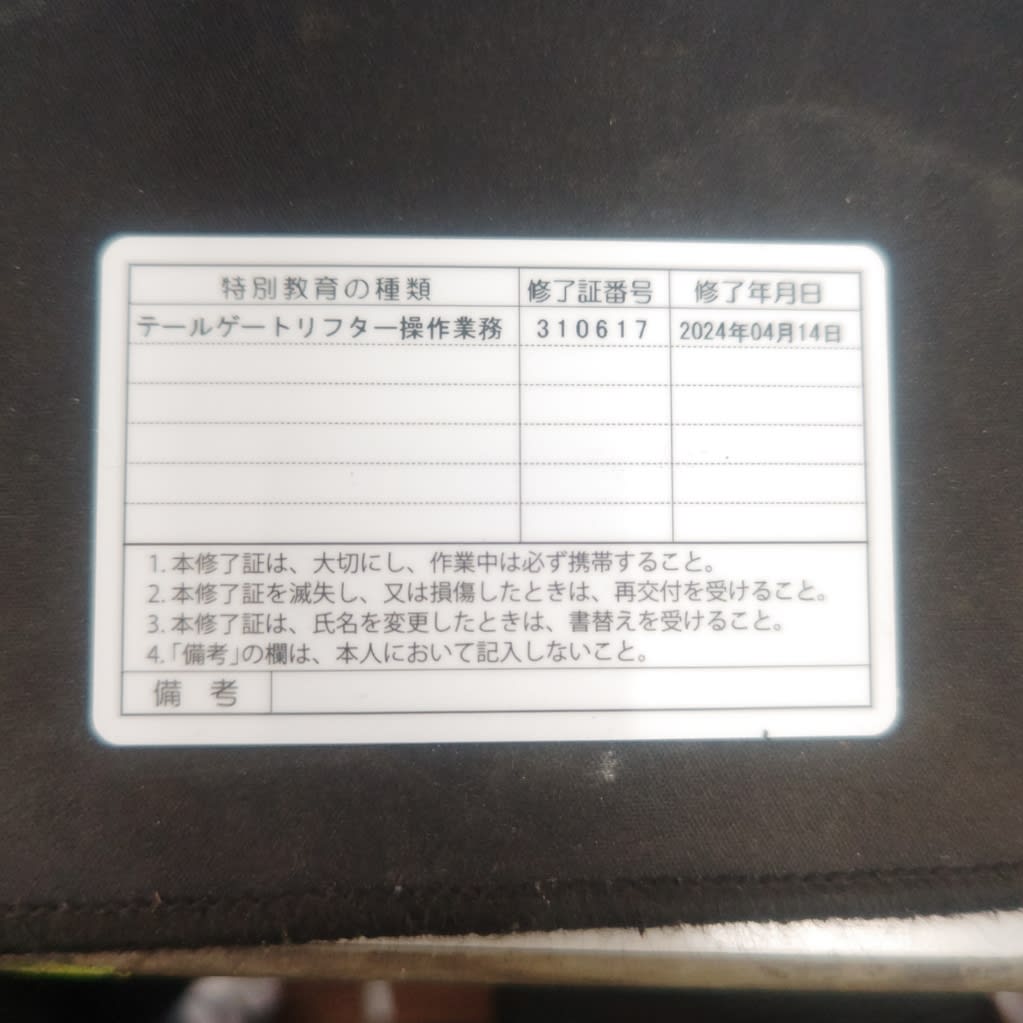 特別教育の種類 修了証番号 修了年月日
テールゲートリフター操作業務 310617 2024年04月14日
1.本修了証は、大切にし、作業中は必ず携帯すること。
2.本修了証を滅失し、又は損傷したときは、再交付を受けること。
3.本修了証は、氏名を変更したときは、書替えを受けること。
4.「備考」の欄は、本人において記入しないこと。
備考